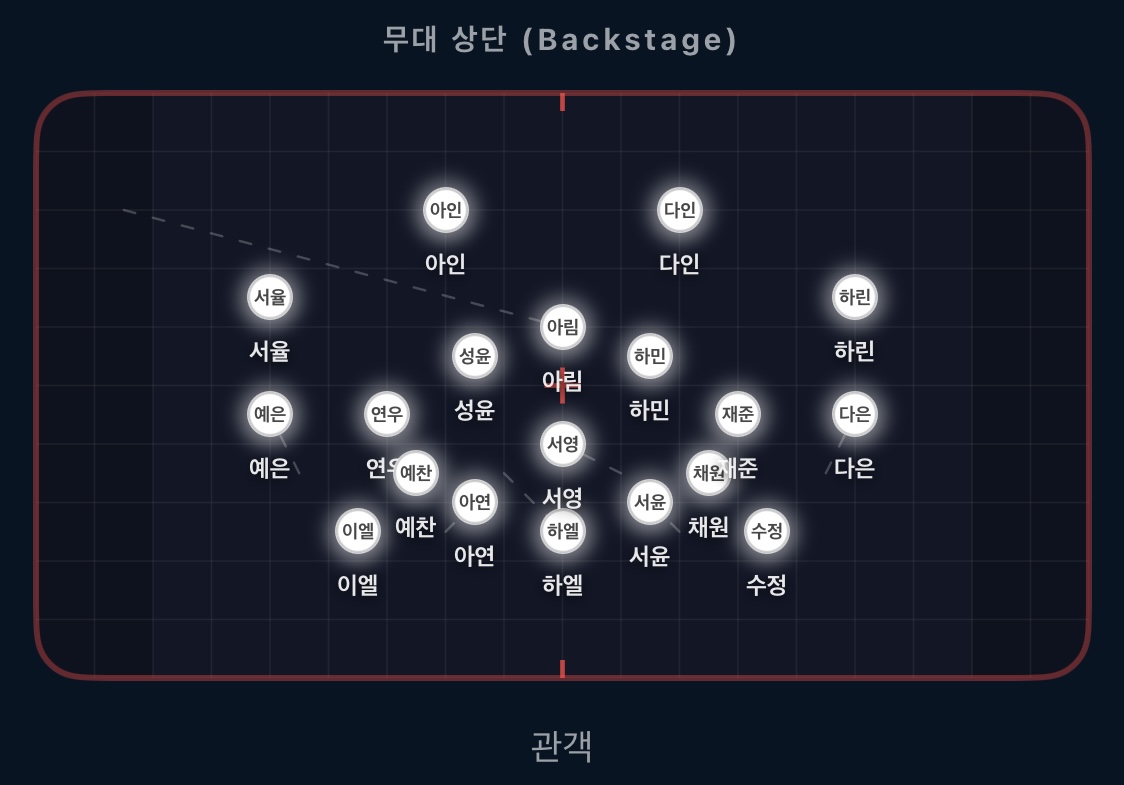 무대 상단 (Backstage)
아인
아인
다인
다인
서율
서율
하린
하린
아림
아림
성윤
성윤
하민
하민
예은
예은
연우
연우
재준
재준
다은
다은
서영
서영
예찬
예찬
채원
채원
아연
아연
서윤
서윤
이엘
이엘
하엘
하엘
수정
수정
관객